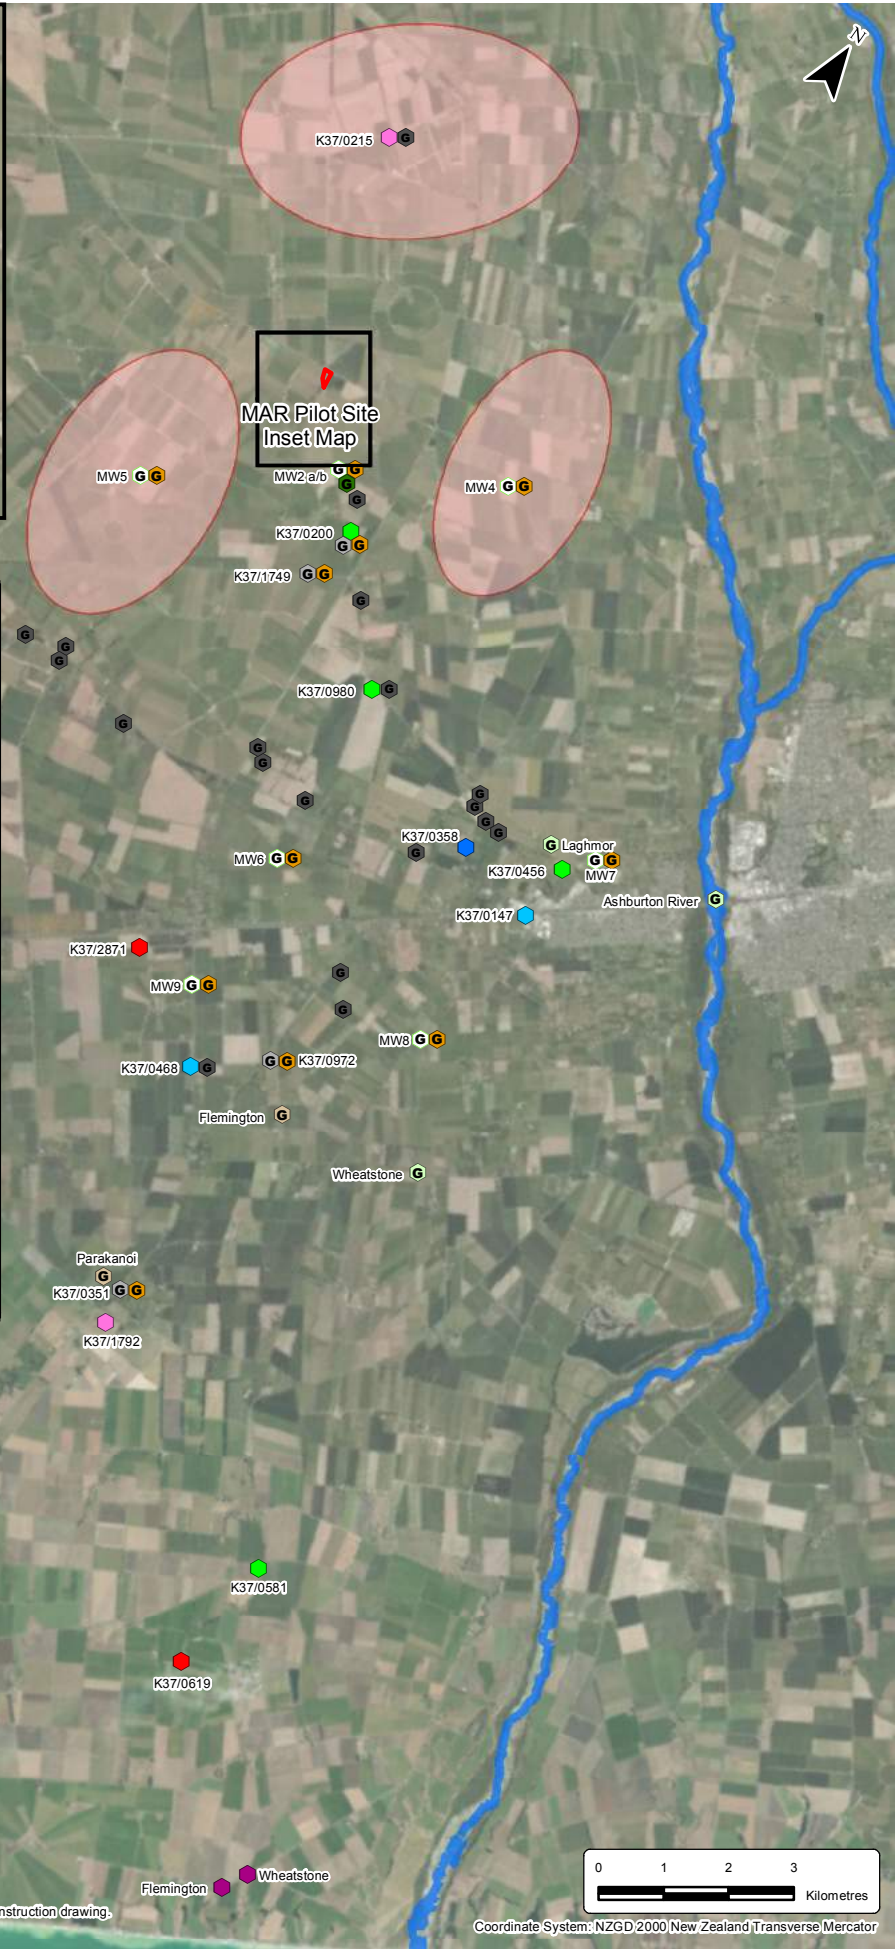 N
K37/0215
MAR Pilot Site
Inset Map
MW5 G G
MW2 a/b G G
G
G
MW4 G G
K37/0200
G G
K37/1749 G G
G
G
G
G
K37/0980 G
G
G
G
G
G
G
G
G
K37/0358
G
G Laghmor
MW6 G G
K37/0456
G G
MW7
Ashburton River G
K37/0147
K37/2871
G
MW9 G G
G
MW8 G G
K37/0468 G
G G K37/0972
Flemington G
Wheatstone G
Parakanoi
G
K37/0351 G G
K37/1792
K37/0581
K37/0619
Wheatstone
Flemington
0 1 2 3
Kilometres
nstruction drawing.
Coordinate System: NZGD 2000 New Zealand Transverse Mercator